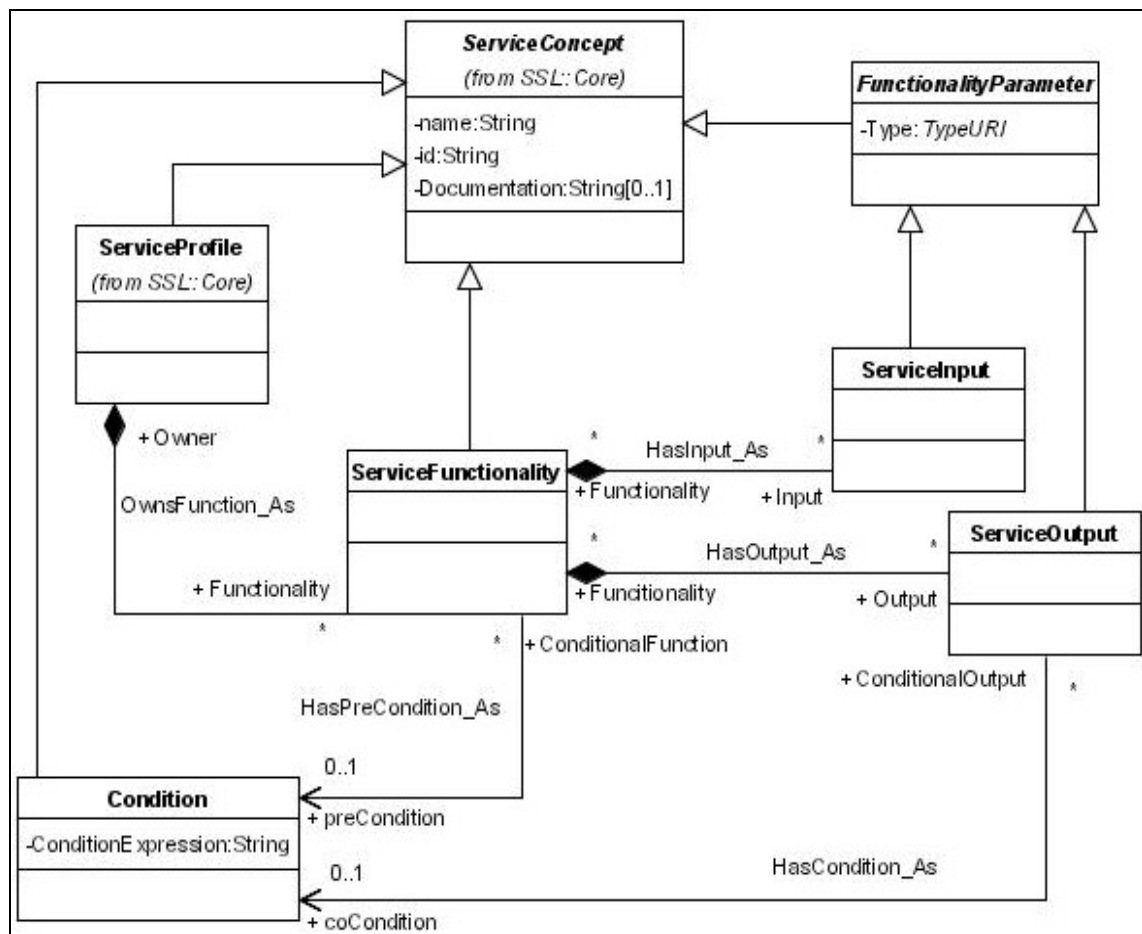 ServiceConcept
(from SSL:: Core)
-name:String
-id:String
-Documentation:String[0..1]
FunctionalityParameter
-Type: TypeURI
ServiceProfile
(from SSL:: Core)
+ Owner
OwnsFunction_As
+ Functionality
*
ServiceFunctionality
*
HasInput_As
*
+ Functionality
+ Input
ServiceInput
*
HasOutput_As
*
+ Funcitionality
+ Output
ServiceOutput
*
+ ConditionalFunction
+ ConditionalOutput
*
HasPreCondition_As
0..1
+ preCondition
Condition
-ConditionExpression:String
0..1
+ coCondition
HasCondition_As